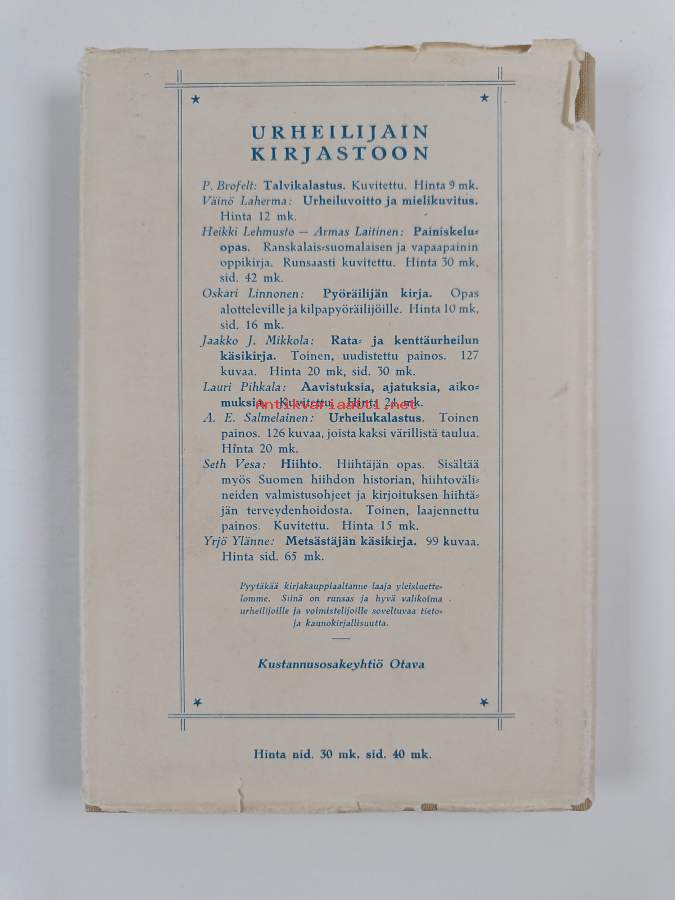 URHEILIJAIN
KIRJASTOON
P. Brofelt: Talvikalastus. Kuvitettu. Hinta 9 mk.
Väinö Laherma: Urheiluvoitto ja mielikuvitus.
Hinta 12 mk.
Heikki Lehmusto — Armas Laitinen: Painiskelu-
opas. Ranskalais-suomalaisen ja vapaapainin
oppikirja. Runsaasti kuvitettu. Hinta 30 mk,
sid. 42 mk.
Oskari Linnonen: Pyöräilijän kirja. Opas
alotteleville ja kilpapyöräilijöille. Hinta 10 mk,
sid. 16 mk.
Jaakko J. Mikkola: Rata- ja kenttäurheilun
käsikirja. Toinen, uudistettu painos. 127
kuvaa. Hinta 20 mk, sid. 30 mk.
Lauri Pihkala: Aavistuksia, ajatuksia, aiko-
muksia. Kuvitettu. Hinta 24 mk.
Antikvariaatti.net
A. E. Salmelainen: Urheilukalastus. Toinen
painos. 126 kuvaa, joista kaksi värillistä taulua.
Hinta 20 mk.
Seth Vesa: Hiihto. Hiihtäjän opas. Sisältää
myös Suomen hiihdon historian, hiihtoväli-
neiden valmistusohjeet ja kirjoituksen hiihtä-
jän terveydenhoidosta. Toinen, laajennettu
painos. Kuvitettu. Hinta 15 mk.
Yrjö Ylänne: Metsästäjän käsikirja. 99 kuvaa.
Hinta sid. 65 mk.
Pyytäkää kirjakauppiaaltanne laaja yleisluette-
lomme. Siinä on runsas ja hyvä valikoima
urheilijoille ja voimistelijoille soveltuvaa tieto-
ja kaunokirjallisuutta.
Kustannusosakeyhtiö Otava
Hinta nid. 30 mk. sid. 40 mk.